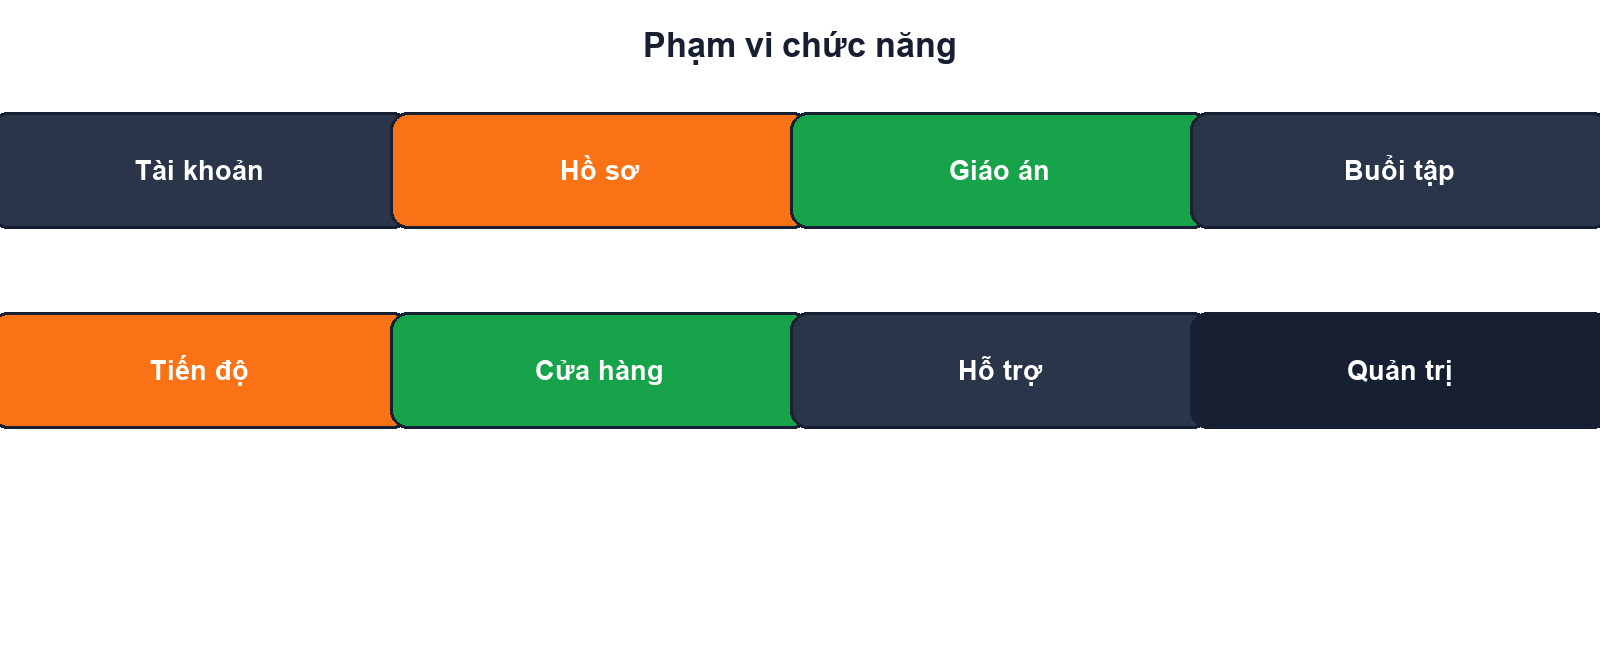 Phạm vi chức năng
Tài khoản
Hồ sơ
Giáo án
Buổi tập
Tiến độ
Cửa hàng
Hỗ trợ
Quản trị